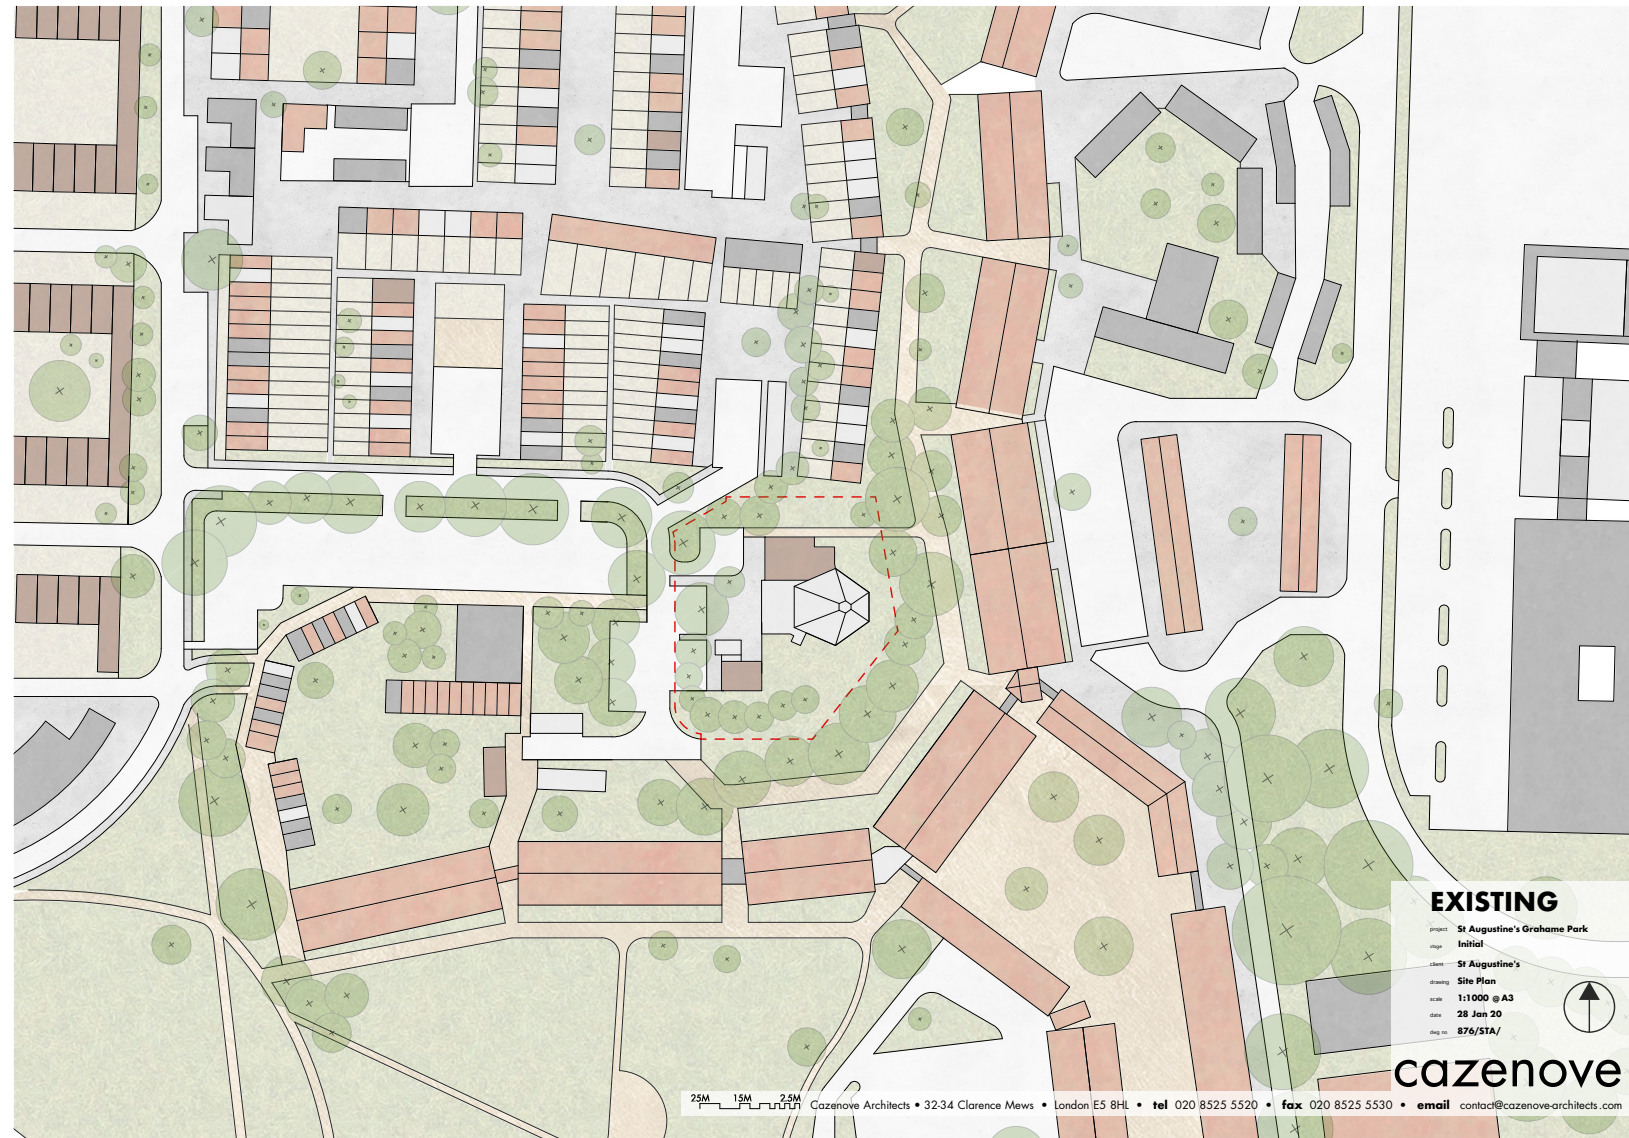 EXISTING
project St Augustine's Grahame Park
stage Initial
client St Augustine's
drawing Site Plan
scale 1:1000 @ A3
date 28 Jan 20
dwg no 876/STA/
cazenove
25M 15M 2.5M
Cazenove Architects • 32-34 Clarence Mews • London E5 8HL • tel 020 8525 5520 • fax 020 8525 5530 • email contact@cazenove-architects.com